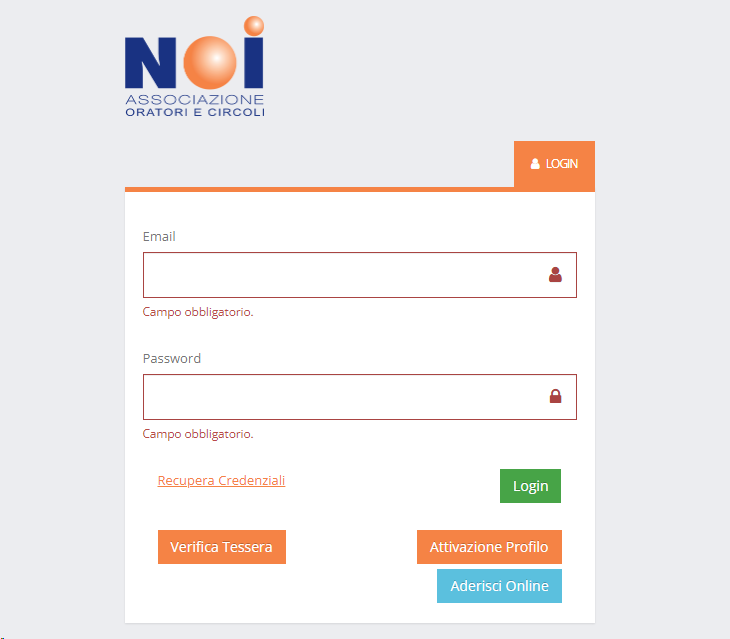 NOI
ASSOCIAZIONE
ORATORI E CIRCOLI
LOGIN
Email
Campo obbligatorio.
Password
Campo obbligatorio.
Recupera Credenziali
Login
Verifica Tessera
Attivazione Profilo
Aderisci Online